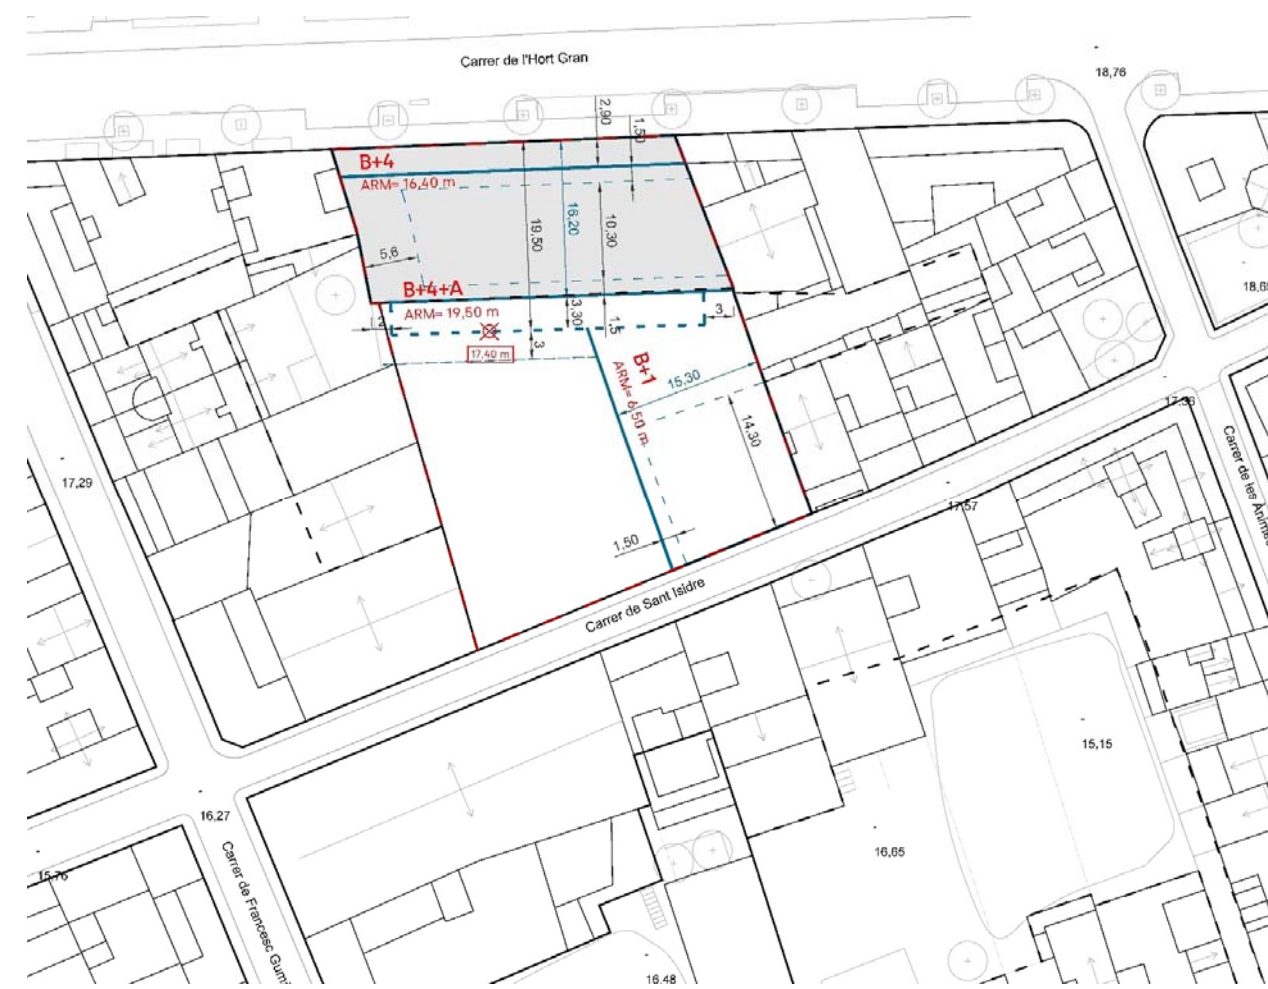 Carrer de l'Hort Gran
18,76
2,90
1,50
B+4
ARM= 16,40 m
19,50
16,20
10,30
5,6
18,6
B+4+A
ARM= 19,50 m
3,30
1,5
3
2
17,40 m
3
B+1
ARM= 6,50 m
15,30
14,30
17,36
17,29
17,57
Carrer de les Ànimes
1,50
Carrer de Sant Isidre
15,15
16,27
16,65
15,76
Carrer de Francesc Gumà
16,48